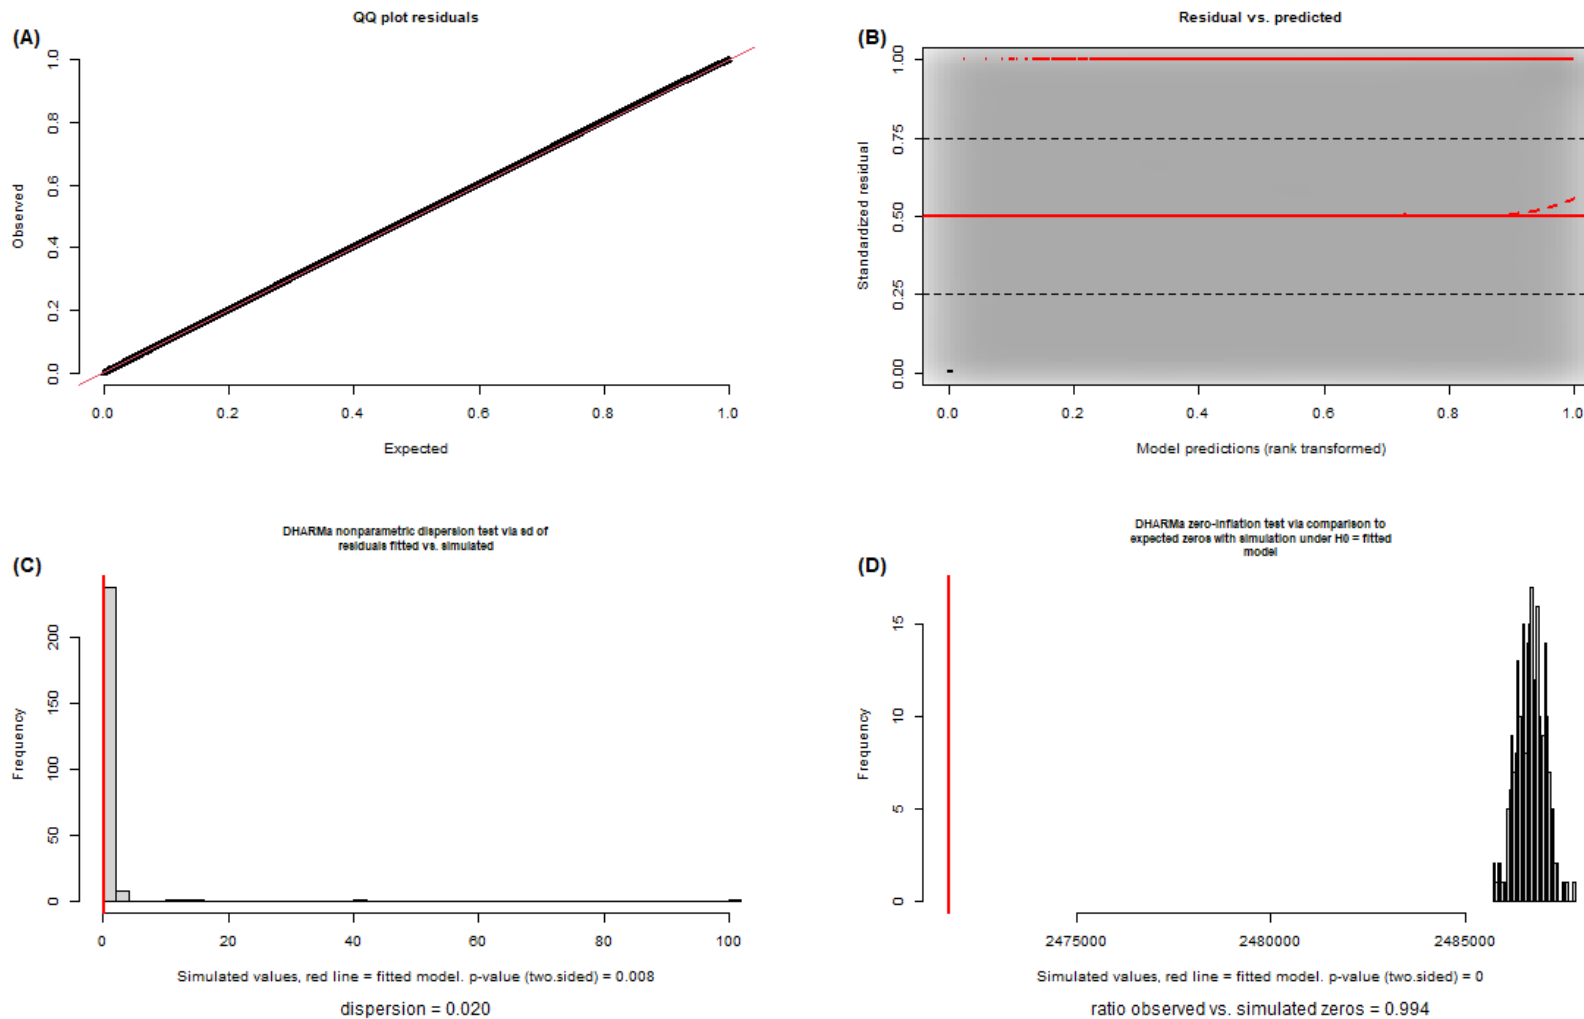 (A)
QQ plot residuals
Observed
0.0
0.2
0.4
0.6
0.8
1.0
0.0 0.2 0.4 0.6 0.8 1.0
Expected
(B)
Residual vs. predicted
Standardized residual
0.00
0.25
0.50
0.75
1.00
0.0 0.2 0.4 0.6 0.8 1.0
Model predictions (rank transformed)
(C)
DHARMa nonparametric dispersion test via sd of
residuals fitted vs. simulated
Frequency
0
50
100
150
200
0 20 40 60 80 100
Simulated values, red line = fitted model. p-value (two.sided) = 0.008
dispersion = 0.020
(D)
DHARMa zero-inflation test via comparison to
expected zeros with simulation under H0 = fitted
model
Frequency
0
5
10
15
2475000 2480000 2485000
Simulated values, red line = fitted model. p-value (two.sided) = 0
ratio observed vs. simulated zeros = 0.994